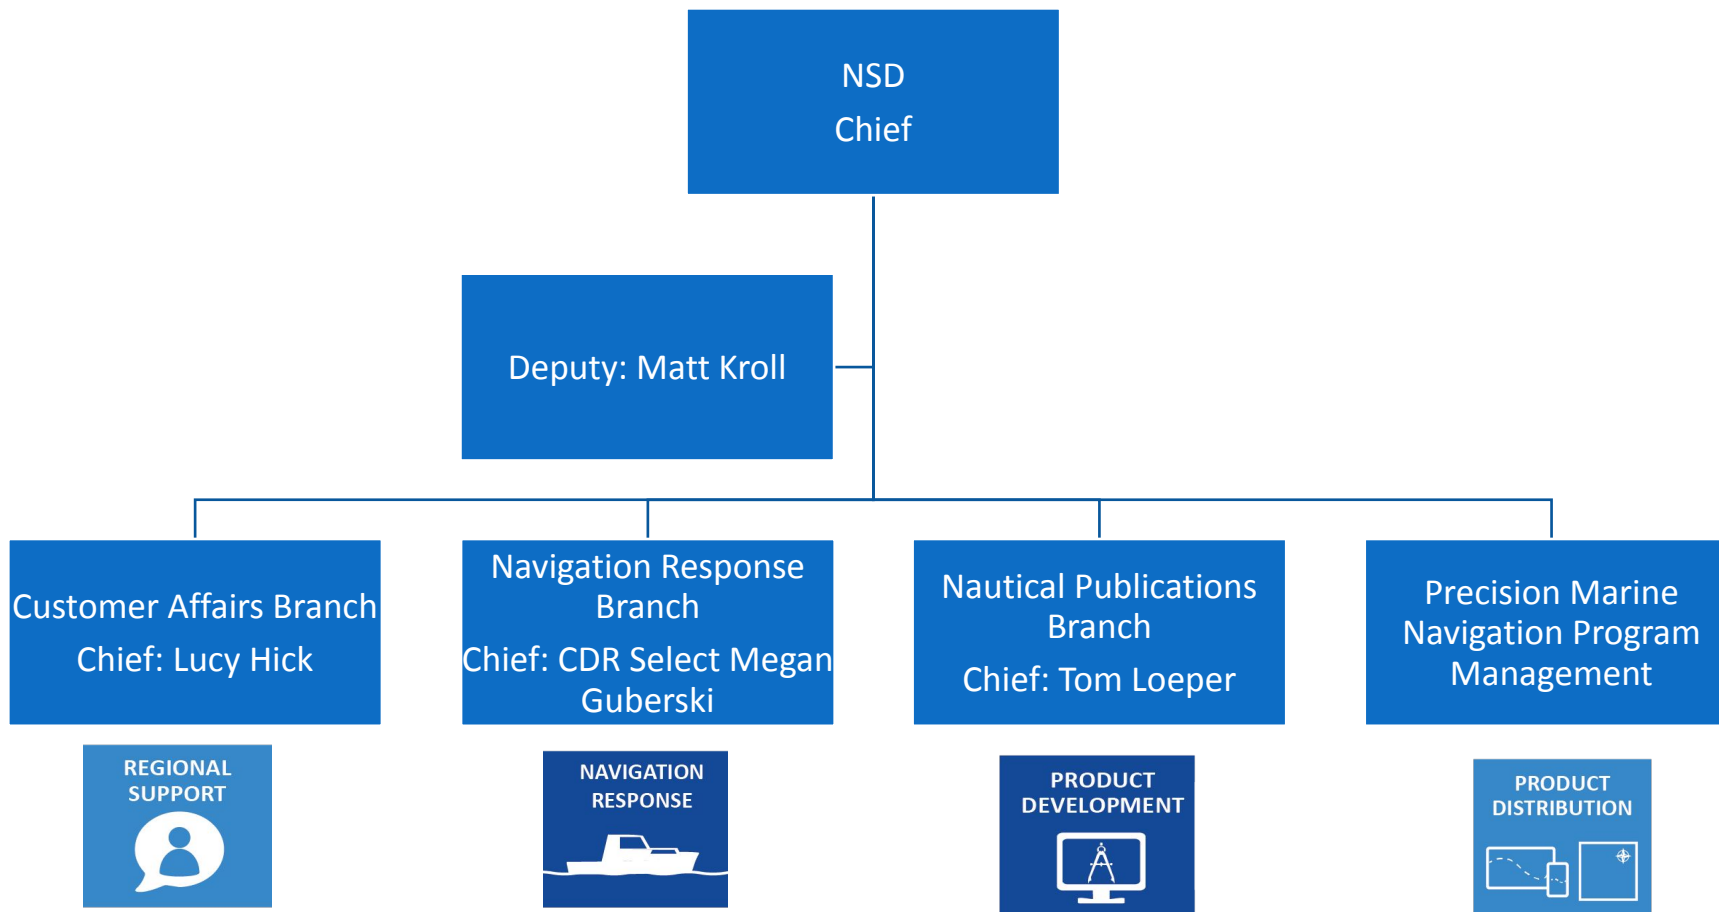 NSD
Chief
Deputy: Matt Kroll
Customer Affairs Branch
Chief: Lucy Hick
Navigation Response
Branch
Chief: CDR Select Megan
Guberski
Nautical Publications
Branch
Chief: Tom Loeper
Precision Marine
Navigation Program
Management
REGIONAL
SUPPORT
NAVIGATION
RESPONSE
PRODUCT
DEVELOPMENT
PRODUCT
DISTRIBUTION